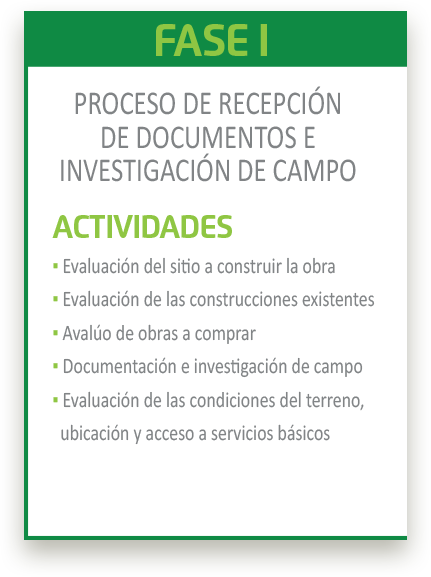 FASE I
PROCESO DE RECEPCIÓN
DE DOCUMENTOS E
INVESTIGACIÓN DE CAMPO
ACTIVIDADES
▪ Evaluación del sitio a construir la obra
▪ Evaluación de las construcciones existentes
▪ Avalúo de obras a comprar
▪ Documentación e investigación de campo
▪ Evaluación de las condiciones del terreno,
ubicación y acceso a servicios básicos